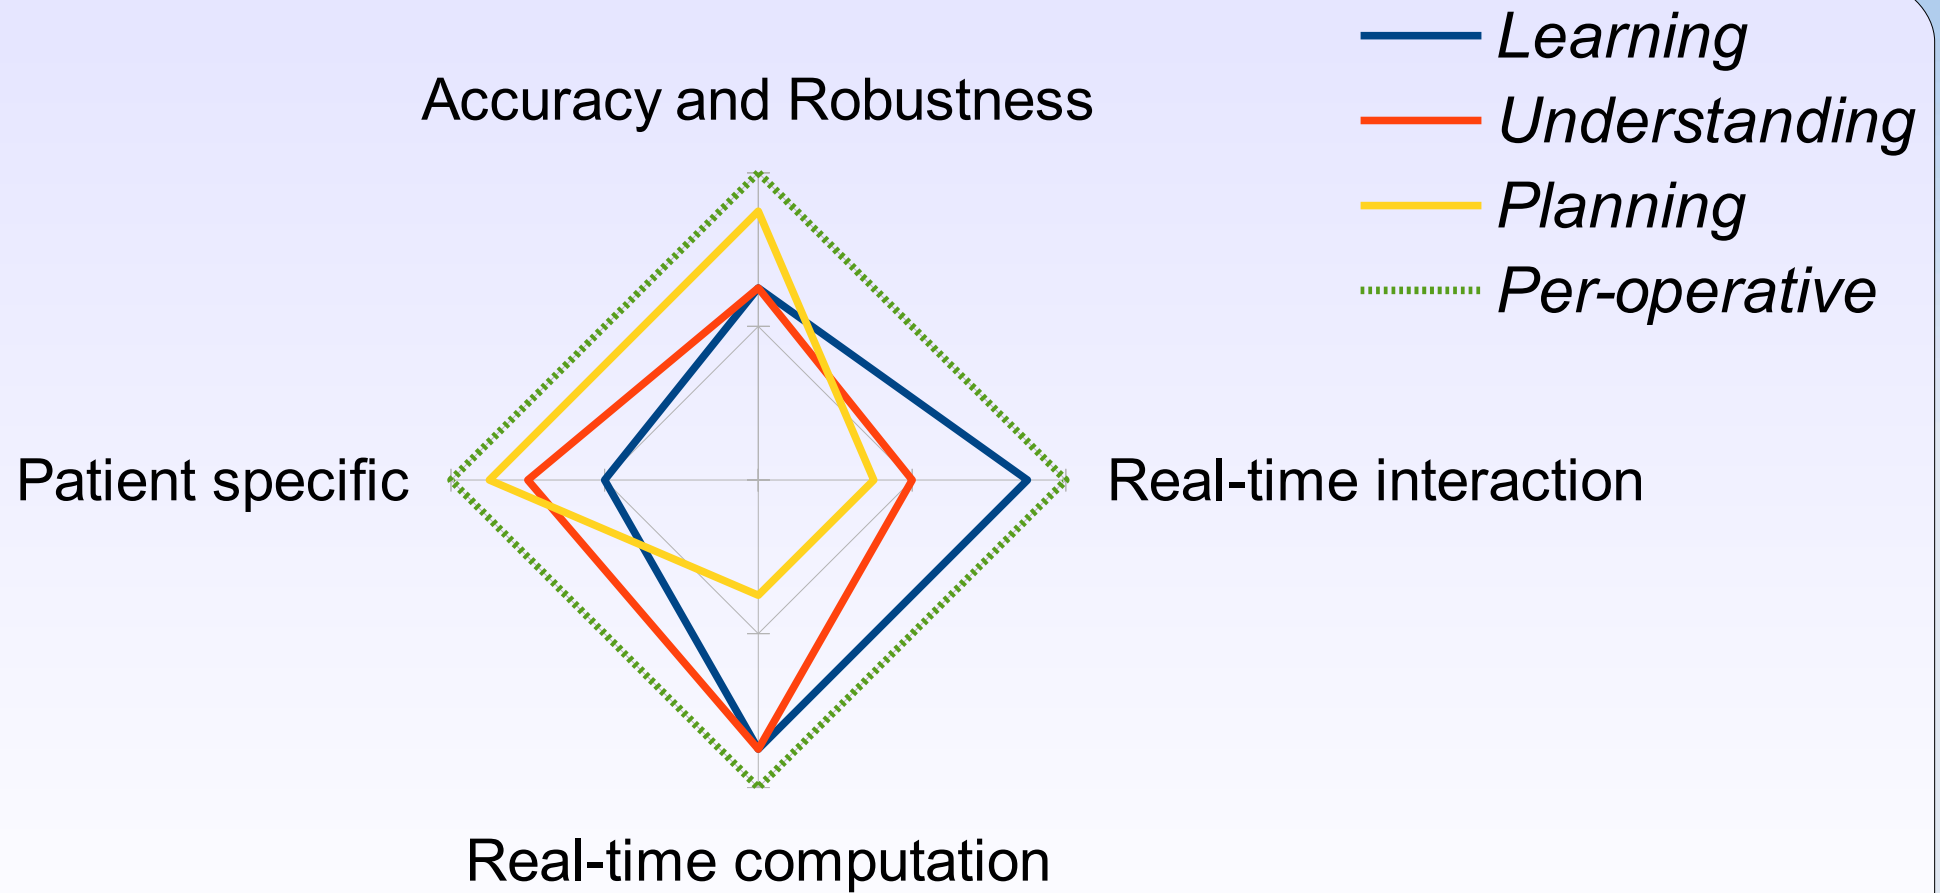 Learning
Understanding
Planning
Per-operative
Accuracy and Robustness
Patient specific
Real-time interaction
Real-time computation